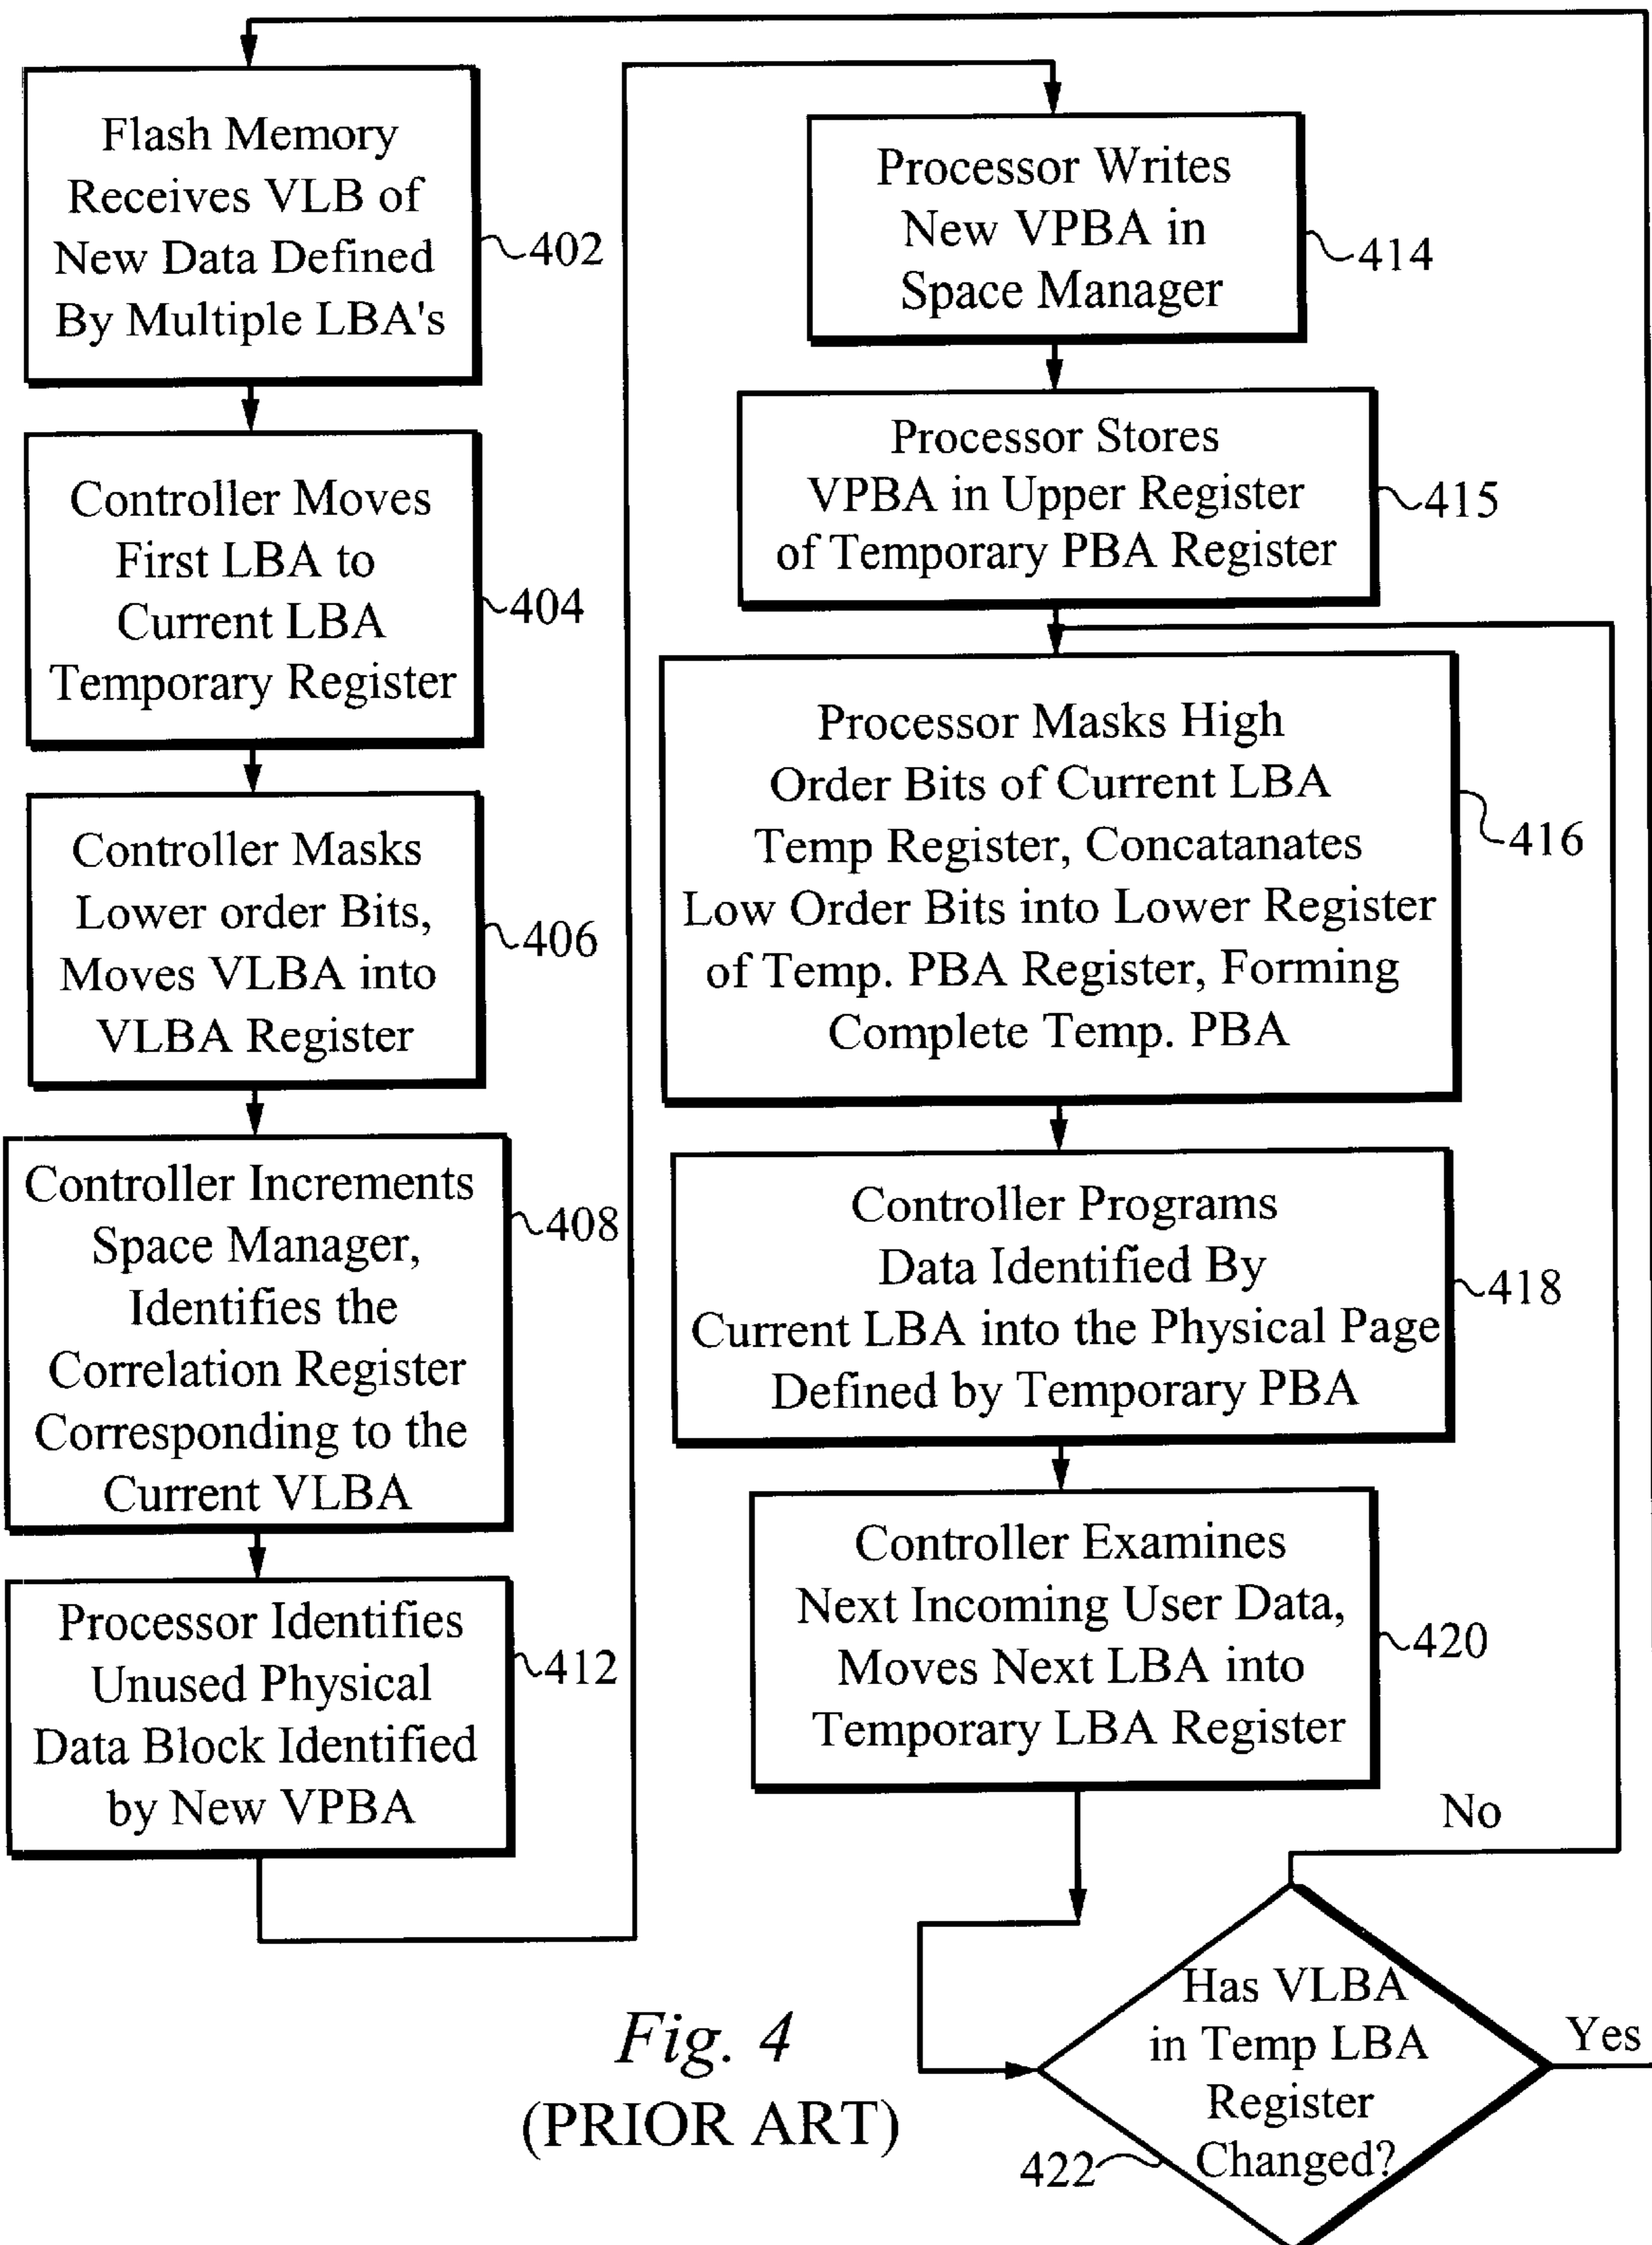 Flash Memory
Receives VLB of
New Data Defined
By Multiple LBA's
402
Controller Moves
First LBA to
Current LBA
Temporary Register
404
Controller Masks
Lower order Bits,
Moves VLBA into
VLBA Register
406
Controller Increments
Space Manager,
Identifies the
Correlation Register
Corresponding to the
Current VLBA
408
Processor Identifies
Unused Physical
Data Block Identified
by New VPBA
412
Processor Writes
New VPBA in
Space Manager
414
Processor Stores
VPBA in Upper Register
of Temporary PBA Register
415
Processor Masks High
Order Bits of Current LBA
Temp Register, Concatanates
Low Order Bits into Lower Register
of Temp. PBA Register, Forming
Complete Temp. PBA
416
Controller Programs
Data Identified By
Current LBA into the Physical Page
Defined by Temporary PBA
418
Controller Examines
Next Incoming User Data,
Moves Next LBA into
Temporary LBA Register
420
No
Has VLBA
in Temp LBA
Register
Changed?
Yes
422
Fig. 4
(PRIOR ART)